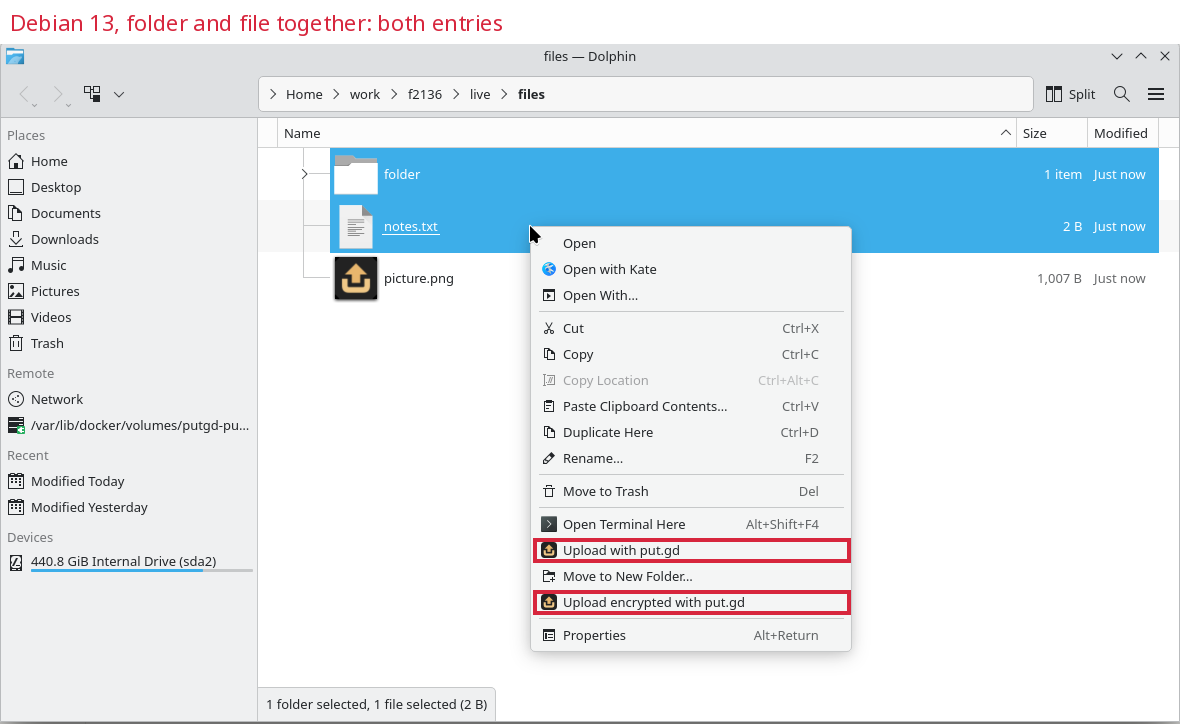 Debian 13, folder and file together: both entries
files — Dolphin
Home work f2136 live files
Split
Places
Home
Desktop
Documents
Downloads
Music
Pictures
Videos
Trash
Remote
Network
/var/lib/docker/volumes/putgd-pu...
Recent
Modified Today
Modified Yesterday
Devices
440.8 GiB Internal Drive (sda2)
Name Size Modified
folder 1 item Just now
notes.txt 2 B Just now
picture.png 1,007 B Just now
Open
Open with Kate
Open With...
Cut Ctrl+X
Copy Ctrl+C
Copy Location Ctrl+Alt+C
Paste Clipboard Contents... Ctrl+V
Duplicate Here Ctrl+D
Rename... F2
Move to Trash Del
Open Terminal Here Alt+Shift+F4
Upload with put.gd
Move to New Folder...
Upload encrypted with put.gd
Properties Alt+Return
1 folder selected, 1 file selected (2 B)